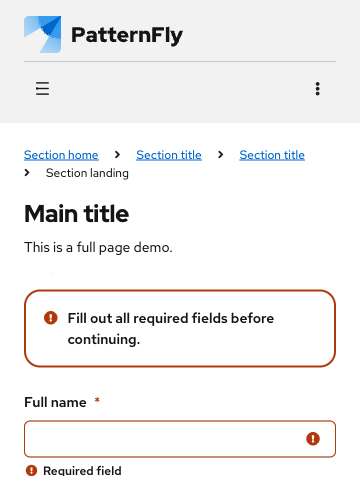 PatternFly
Section home > Section title > Section title
> Section landing
Main title
This is a full page demo.
Fill out all required fields before
continuing.
Full name *
Required field